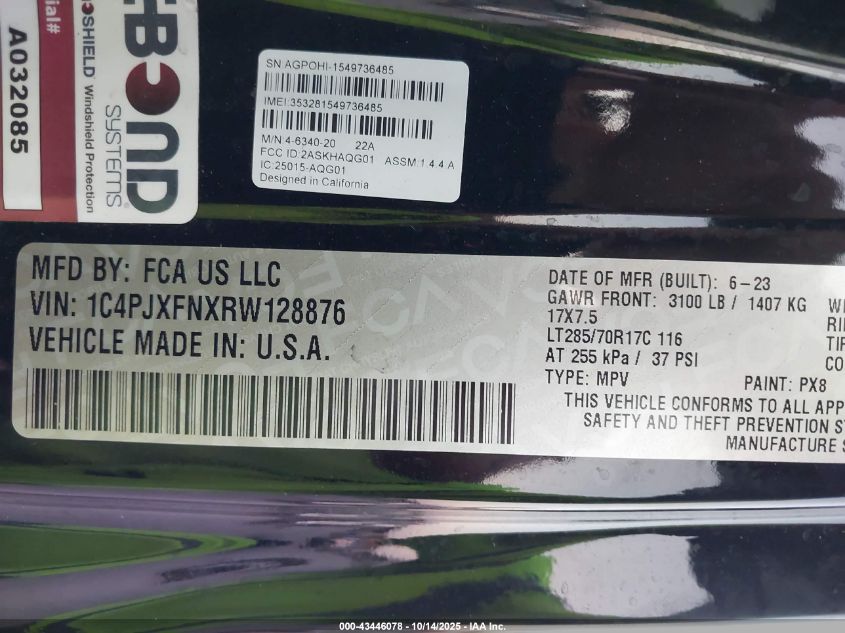 ial#
A032085
SHIELD Windshield Protection
BOND
SYSTEMS
SN AGPOHI-1549736485
IMEI:353281549736485
M/N 4-6340-20 22A
FCC ID:2ASKHAQG01 ASSM:1.4.4.A
IC:25015-AQG01
Designed in California
MFD BY: FCA US LLC
VIN: 1C4PJXFNXRW128876
VEHICLE MADE IN: U.S.A.
DATE OF MFR (BUILT): 6-23
GAWR FRONT: 3100 LB / 1407 KG
17X7.5
LT285/70R17C 116
AT 255 kPa / 37 PSI
TYPE: MPV PAINT: PX8
THIS VEHICLE CONFORMS TO ALL APP
SAFETY AND THEFT PREVENTION S
MANUFACTURE S
000-43446078 - 10/14/2025 - IAA Inc.